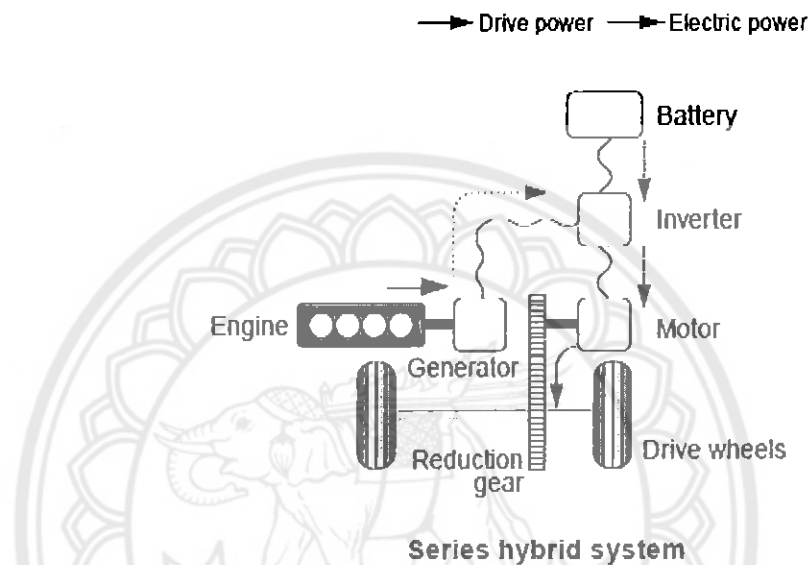 Drive power Electric power
Battery
Inverter
Engine
Generator
Motor
Reduction
gear
Drive wheels
Series hybrid system